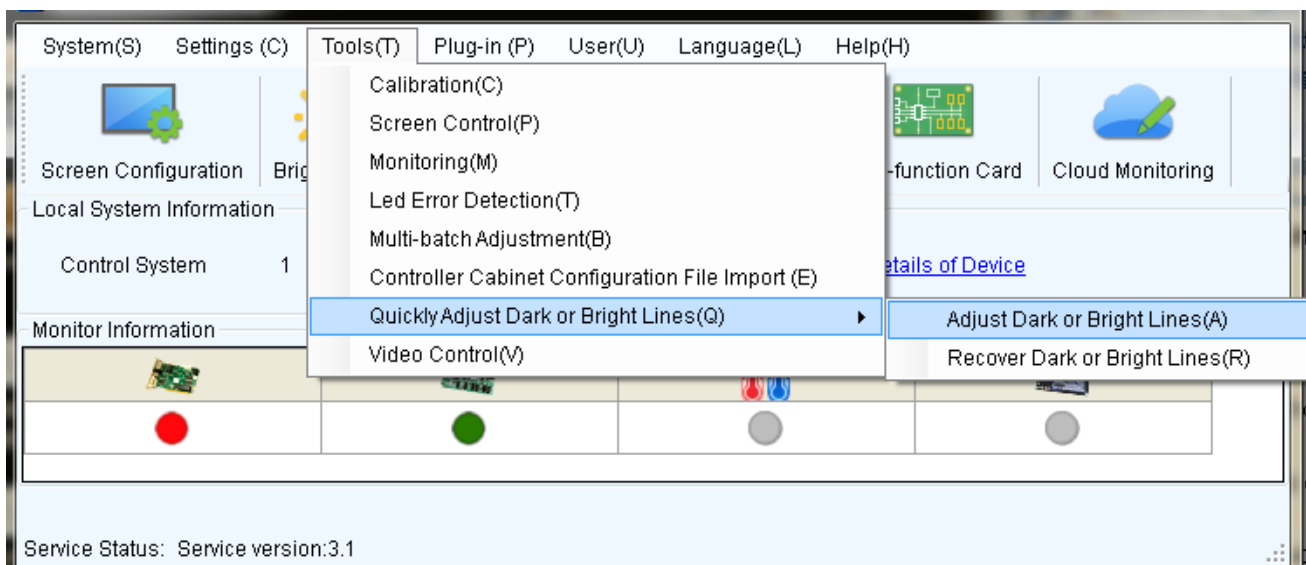 System(S) Settings (C) Tools(T) Plug-in (P) User(U) Language(L) Help(H)
Calibration(C)
Screen Control(P)
Monitoring(M)
Led Error Detection(T)
Multi-batch Adjustment(B)
Controller Cabinet Configuration File Import (E)
Quickly Adjust Dark or Bright Lines(Q)
Video Control(V)
Adjust Dark or Bright Lines(A)
Recover Dark or Bright Lines(R)
Screen Configuration -function Card Cloud Monitoring
Local System Information
Control System 1 of Device
Monitor Information
Service Status: Service version:3.1